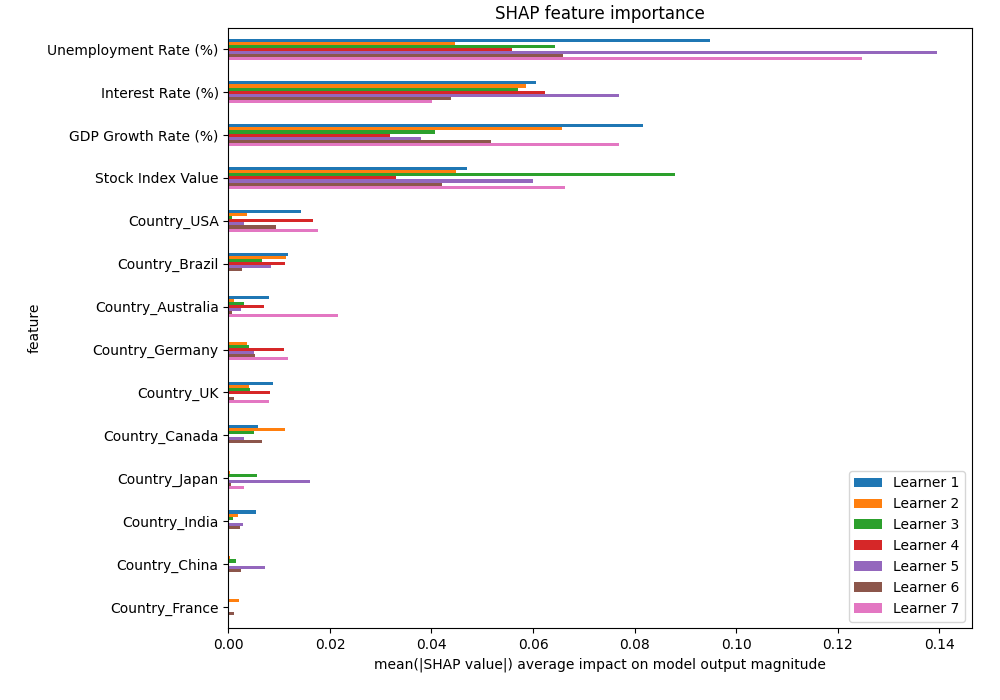 SHAP feature importance
feature
Unemployment Rate (%)
Interest Rate (%)
GDP Growth Rate (%)
Stock Index Value
Country_USA
Country_Brazil
Country_Australia
Country_Germany
Country_UK
Country_Canada
Country_Japan
Country_India
Country_China
Country_France
Learner 1
Learner 2
Learner 3
Learner 4
Learner 5
Learner 6
Learner 7
0.00 0.02 0.04 0.06 0.08 0.10 0.12 0.14
mean(|SHAP value|) average impact on model output magnitude